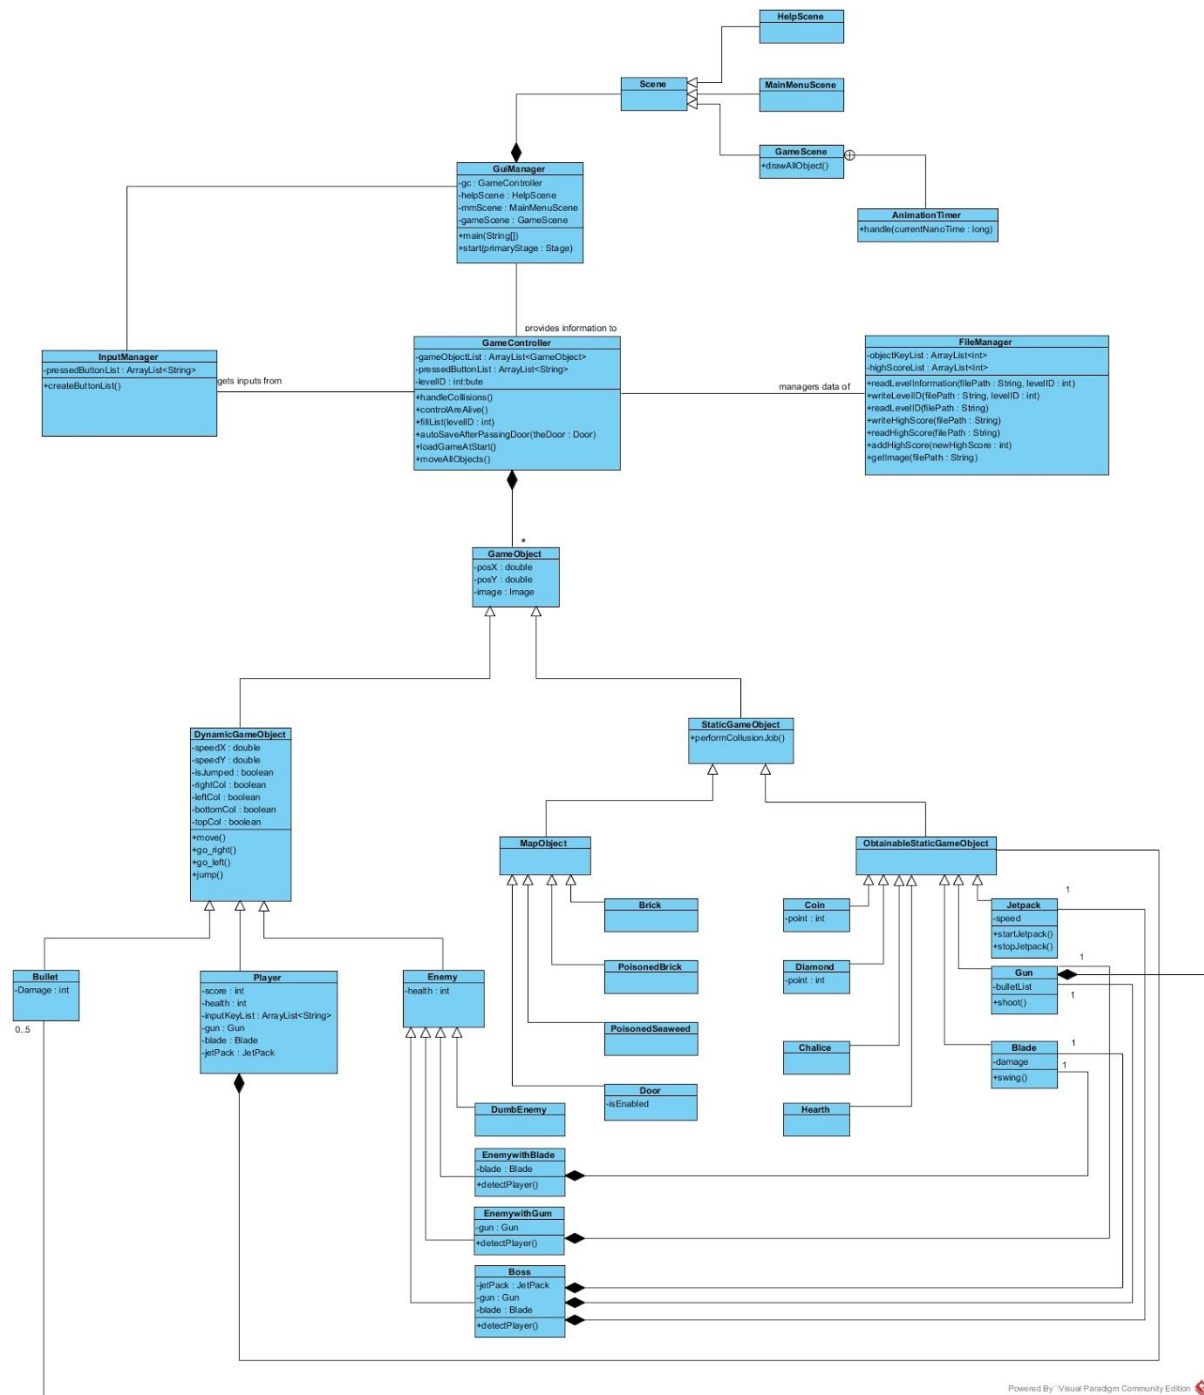 HelpScene
Scene
MainMenuScene
GameScene
+drawAllObject()
AnimationTimer
+handle(currentNanoTime : long)
GuiManager
-gc : GameController
-helpScene : HelpScene
-mmScene : MainMenuScene
-gameScene : GameScene
+main(String[])
+start(primaryStage : Stage)
provides information to
InputManager
-pressedButtonList : ArrayList<String>
+createButtonList()
gets inputs from
GameController
-gameObjectList : ArrayList<GameObject>
-pressedButtonList : ArrayList<String>
-levelID : int:bute
+handleCollisions()
+controlAreAlive()
+fillList(levelID : int)
+autoSaveAfterPassingDoor(theDoor : Door)
+loadGameAtStart()
+moveAllObjects()
managers data of
FileManager
-objectKeyList : ArrayList<int>
-highScoreList : ArrayList<int>
+readLevelInformation(filePath : String, levelID : int)
+writeLevelID(filePath : String, levelID : int)
+readLevelID(filePath : String)
+writeHighScore(filePath : String)
+readHighScore(filePath : String)
+addHighScore(newHighScore : int)
+getImage(filePath : String)
*
GameObject
-posX : double
-posY : double
-image : Image
DynamicGameObject
-speedX : double
-speedY : double
-isJumped : boolean
-rightCol : boolean
-leftCol : boolean
-bottomCol : boolean
-topCol : boolean
+move()
+go_right()
+go_left()
+jump()
StaticGameObject
+performCollusionJob()
MapObject
ObtainableStaticGameObject
Brick
PoisonedBrick
PoisonedSeaweed
Door
-isEnabled
Coin
-point : int
Diamond
-point : int
Chalice
Hearth
1
Jetpack
-speed
+startJetpack()
+stopJetpack()
1
Gun
-bulletList
+shoot()
1
1
Blade
-damage
+swing()
1
Bullet
-Damage : int
0..5
Player
-score : int
-health : int
-inputKeyList : ArrayList<String>
-gun : Gun
-blade : Blade
-jetPack : JetPack
Enemy
-health : int
DumbEnemy
EnemywithBlade
-blade : Blade
+detectPlayer()
EnemywithGum
-gun : Gun
+detectPlayer()
Boss
-jetPack : JetPack
-gun : Gun
-blade : Blade
+detectPlayer()
Powered By Visual Paradigm Community Edition